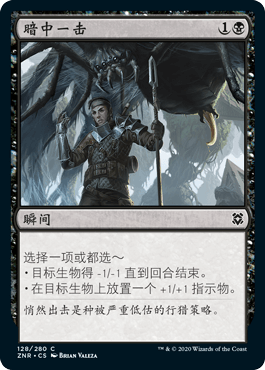 暗中一击 1
瞬间
选择一项或都选～
• 目标生物得 -1/-1 直到回合结束。
• 在目标生物上放置一个 +1/+1 指示物。
悄然出击是种被严重低估的行猎策略。
128/280 C
ZNR • CS BRIAN VALEZA
™ & © 2020 Wizards of the Coast